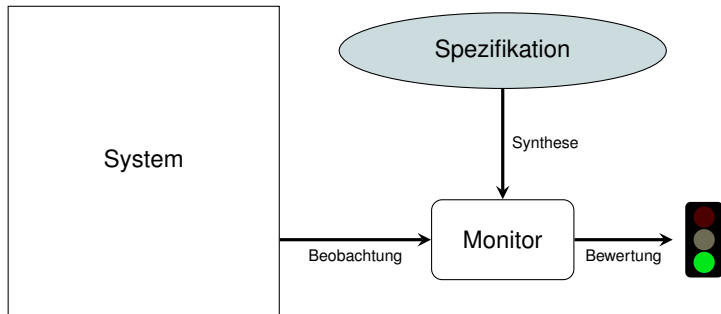 Spezifikation
Synthese
System
Monitor
Beobachtung
Bewertung